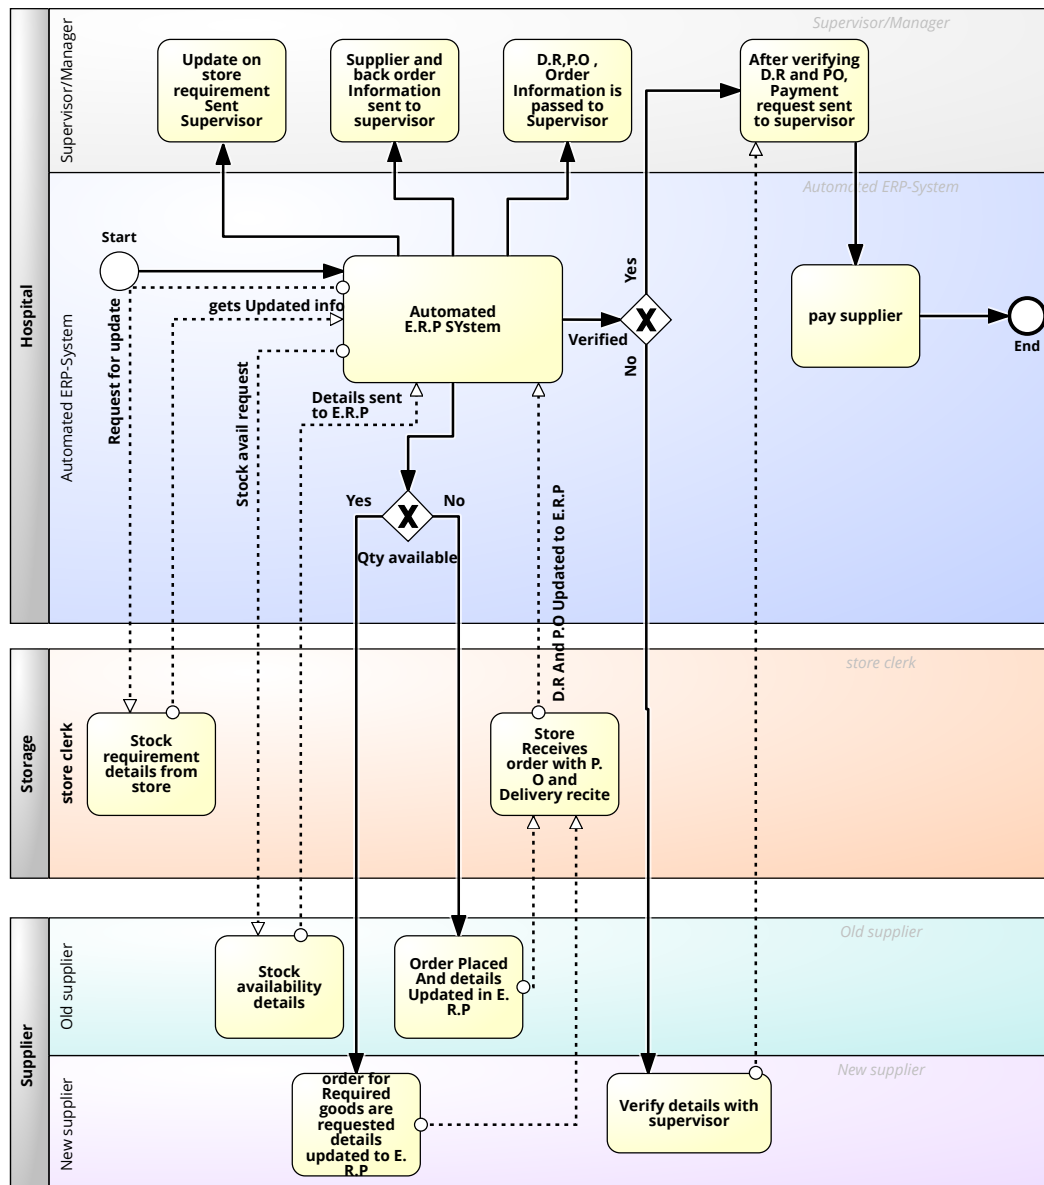 Supervisor/Manager
Supervisor/Manager
Update on
store
requirement
Sent
Supervisor
Supplier and
back order
Information
sent to
supervisor
D.R,P.O ,
Order
Information is
passed to
Supervisor
After verifying
D.R and PO,
Payment
request sent
to supervisor
Hospital
Automated ERP-System
Automated ERP-System
Start
Request for update
gets Updated info
Automated
E.R.P SYstem
Verified
Yes
No
pay supplier
End
Stock avail request
Details sent
to E.R.P
Yes
No
Qty available
D.R And P.O Updated to E.R.P
Storage
store clerk
store clerk
Stock
requirement
details from
store
Store
Receives
order with P.
O and
Delivery recite
Supplier
Old supplier
Old supplier
Stock
availability
details
Order Placed
And details
Updated in E.
R.P
New supplier
New supplier
order for
Required
goods are
requested
details
updated to E.
R.P
Verify details with
supervisor